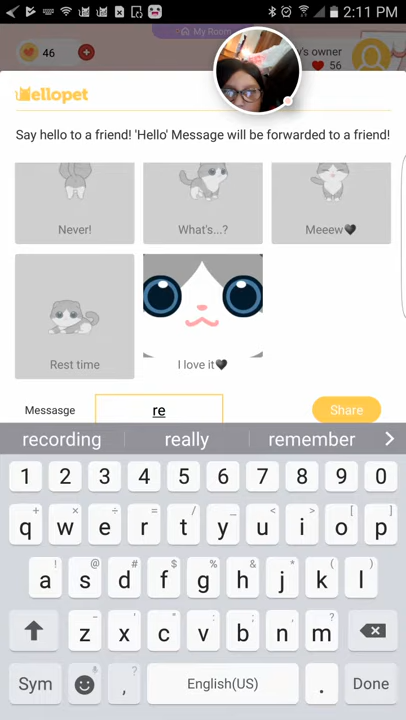 2:11 PM
My Room
46
's owner
56
Hellopet
Say hello to a friend! 'Hello' Message will be forwarded to a friend!
Never!
What's...?
Meeew🖤
Rest time
I love it🖤
Messasge
re
Share
recording
really
remember
1 2 3 4 5 6 7 8 9 0
+ × ÷ = / _ € £ ¥ ₩
q w e r t y u i o p
! @ # $ % ^ & * ( )
a s d f g h j k l
- ' " : ; , ?
z x c v b n m
Sym
, ?
English(US)
.
Done